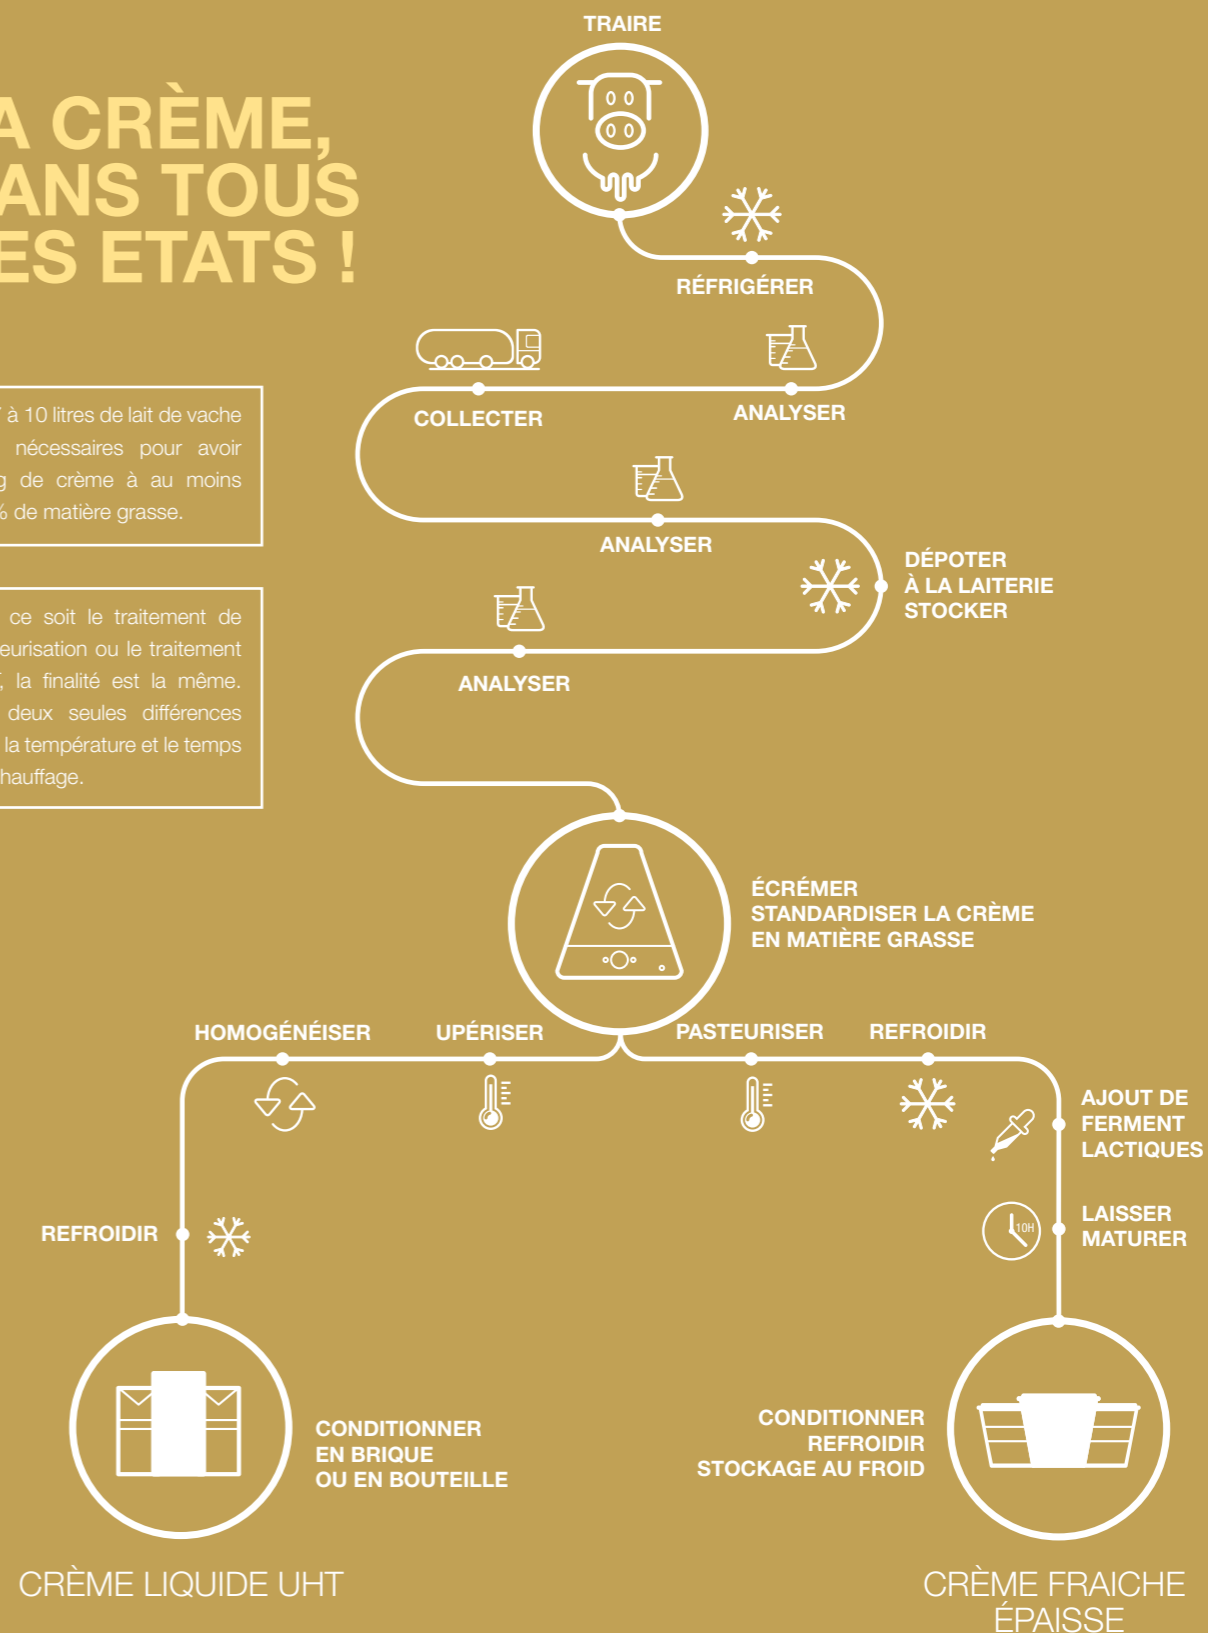 A CRÈME,
ANS TOUS
ES ETATS !
à 10 litres de lait de vache
nécessaires pour avoir
g de crème à au moins
% de matière grasse.
ce soit le traitement de
eurisation ou le traitement
, la finalité est la même.
deux seules différences
la température et le temps
hauffage.
TRAIRE
RÉFRIGÉRER
ANALYSER
COLLECTER
ANALYSER
DÉPOTER
À LA LAITERIE
STOCKER
ANALYSER
ÉCRÉMER
STANDARDISER LA CRÈME
EN MATIÈRE GRASSE
HOMOGÉNÉISER
UPÉRISER
PASTEURISER
REFROIDIR
AJOUT DE
FERMENT
LACTIQUES
REFROIDIR
10H
LAISSER
MATURER
CONDITIONNER
EN BRIQUE
OU EN BOUTEILLE
CONDITIONNER
REFROIDIR
STOCKAGE AU FROID
CRÈME LIQUIDE UHT
CRÈME FRAICHE
ÉPAISSE